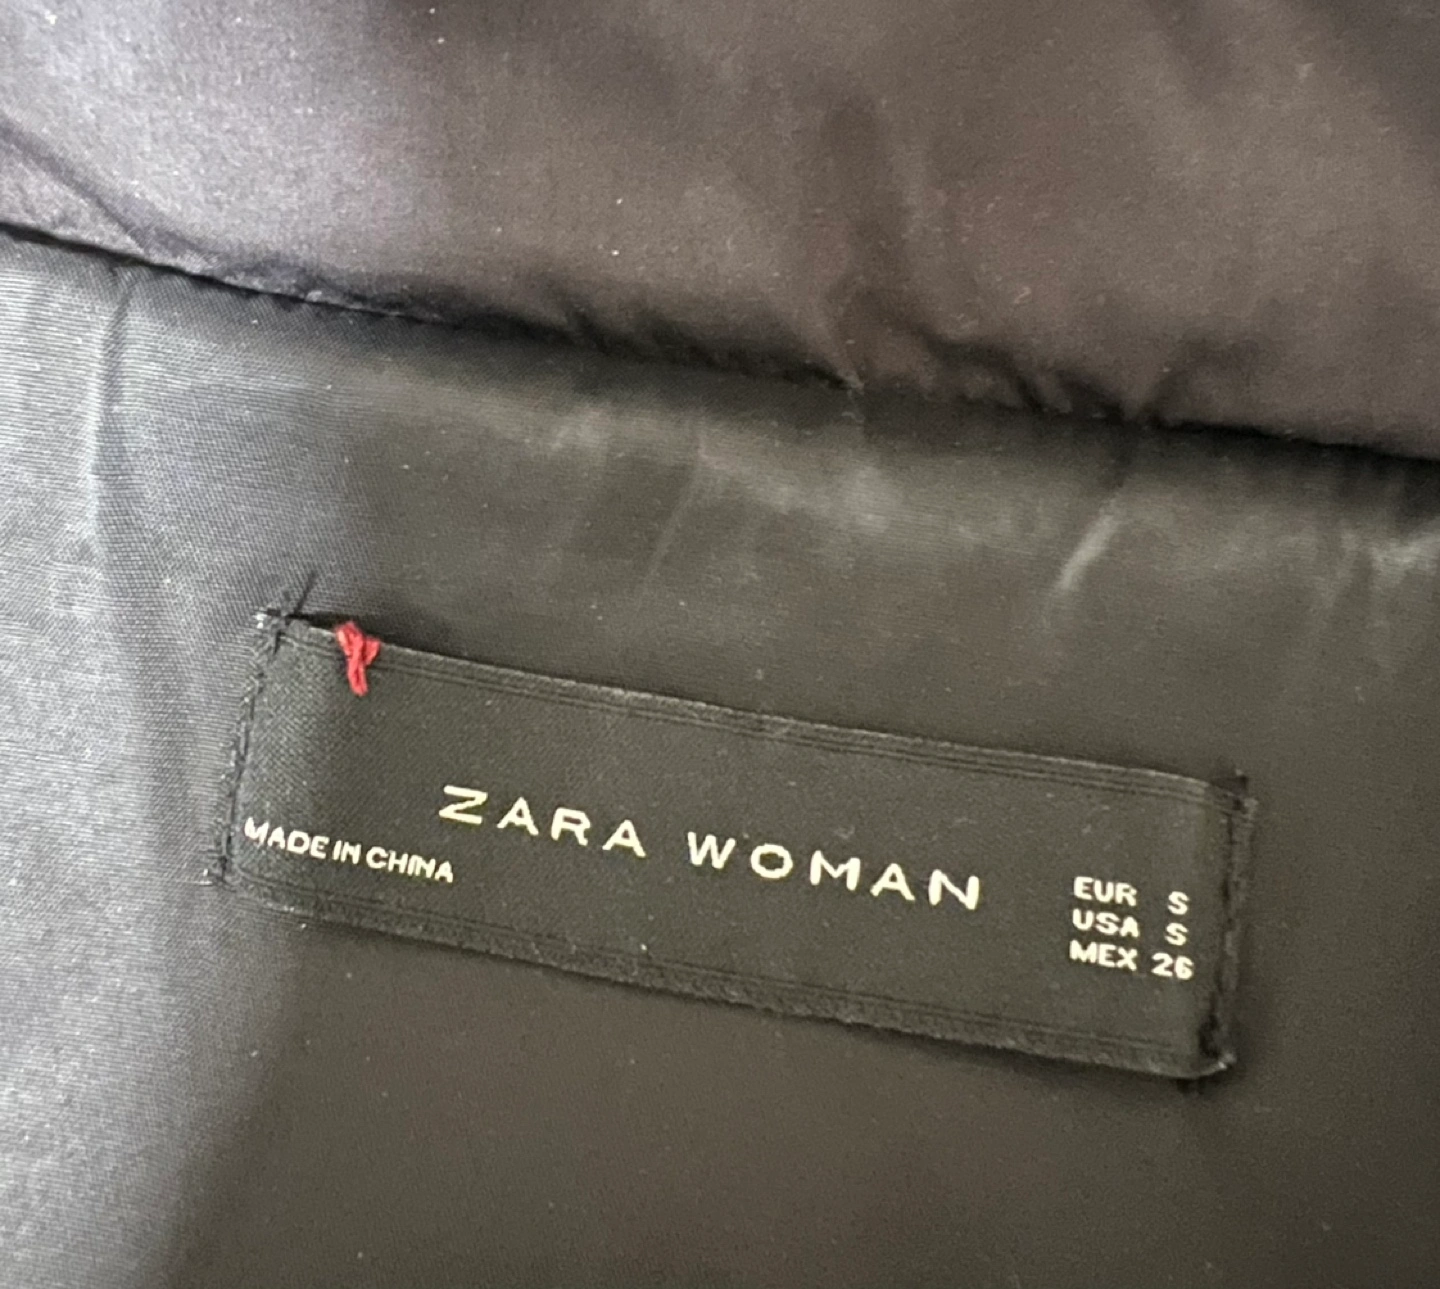 ZARA WOMAN
MADE IN CHINA
EUR S
USA S
MEX 26